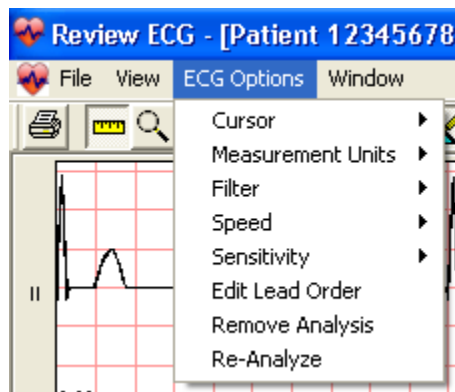 Review ECG - [Patient 12345678
File View ECG Options Window
Cursor
Measurement Units
Filter
Speed
Sensitivity
Edit Lead Order
Remove Analysis
Re-Analyze
II